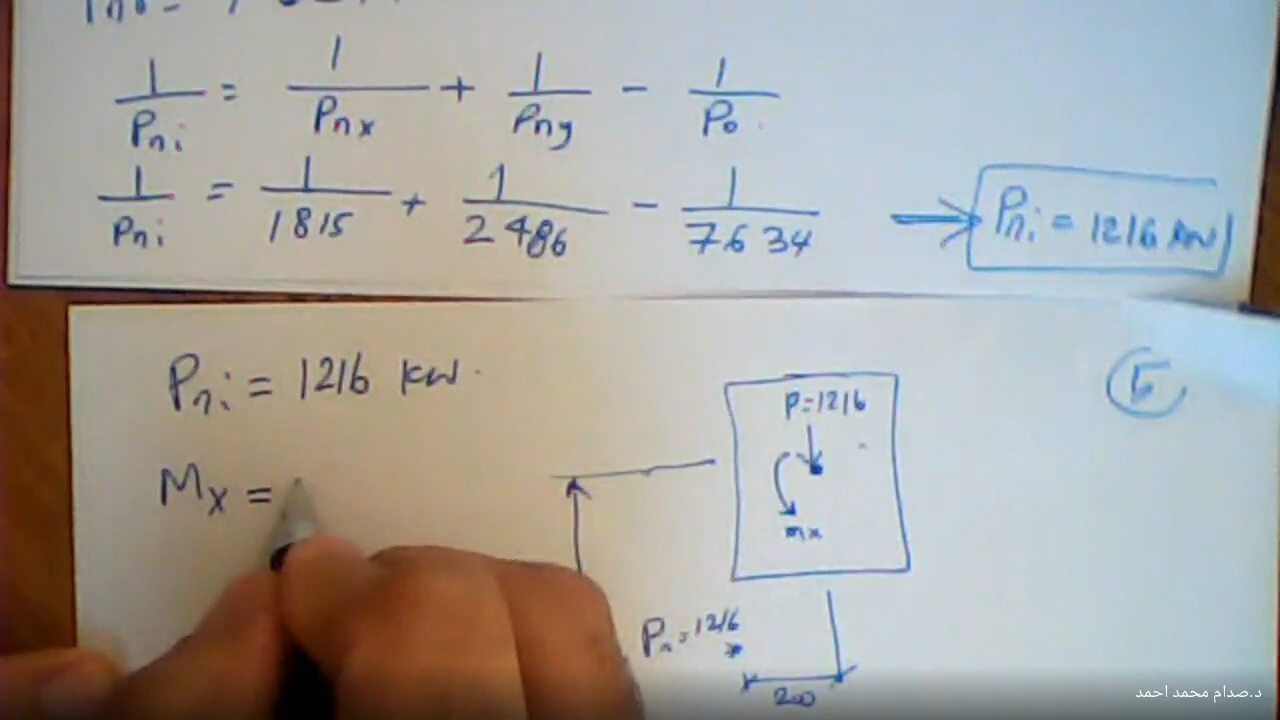 1/Pni = 1/Pnx + 1/Pny - 1/Po
1/Pni = 1/1815 + 1/2486 - 1/7634 → Pni = 1216 kN
Pni = 1216 kN.
5
P=1216
Mx =
mx
Pn=1216
200
د.صدام محمد احمد